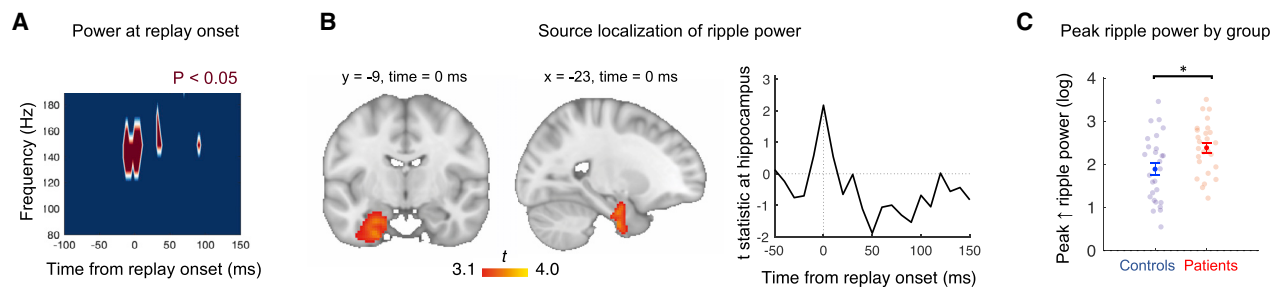 A
Power at replay onset
P < 0.05
Frequency (Hz)
180
160
140
120
100
80
-100
-50
0
50
100
150
Time from replay onset (ms)
B
Source localization of ripple power
y = -9, time = 0 ms
x = -23, time = 0 ms
t
3.1
4.0
t statistic at hippocampus
3
2
1
0
-1
-2
-50
0
50
100
150
Time from replay onset (ms)
C
Peak ripple power by group
*
Peak ↑ ripple power (log)
4
3
2
1
0
Controls
Patients